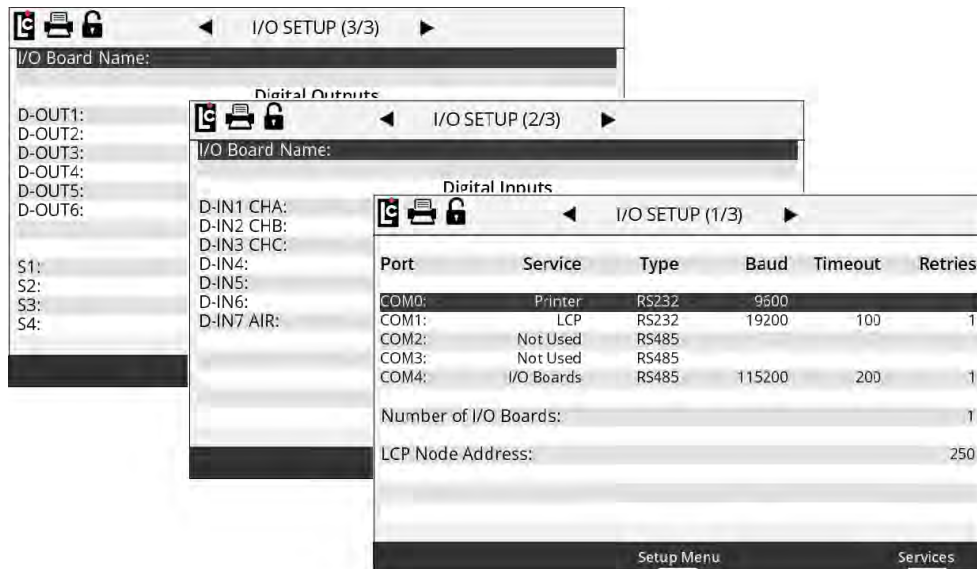 LC
I/O SETUP (3/3)
I/O Board Name:
Digital Outputs
D-OUT1:
D-OUT2:
D-OUT3:
D-OUT4:
D-OUT5:
D-OUT6:
S1:
S2:
S3:
S4:
LC
I/O SETUP (2/3)
I/O Board Name:
Digital Inputs
D-IN1 CHA:
D-IN2 CHB:
D-IN3 CHC:
D-IN4:
D-IN5:
D-IN6:
D-IN7 AIR:
LC
I/O SETUP (1/3)
Port Service Type Baud Timeout Retries
COM0: Printer RS232 9600
COM1: LCP RS232 19200 100 1
COM2: Not Used RS485
COM3: Not Used RS485
COM4: I/O Boards RS485 115200 200 1
Number of I/O Boards: 1
LCP Node Address: 250
Setup Menu Services